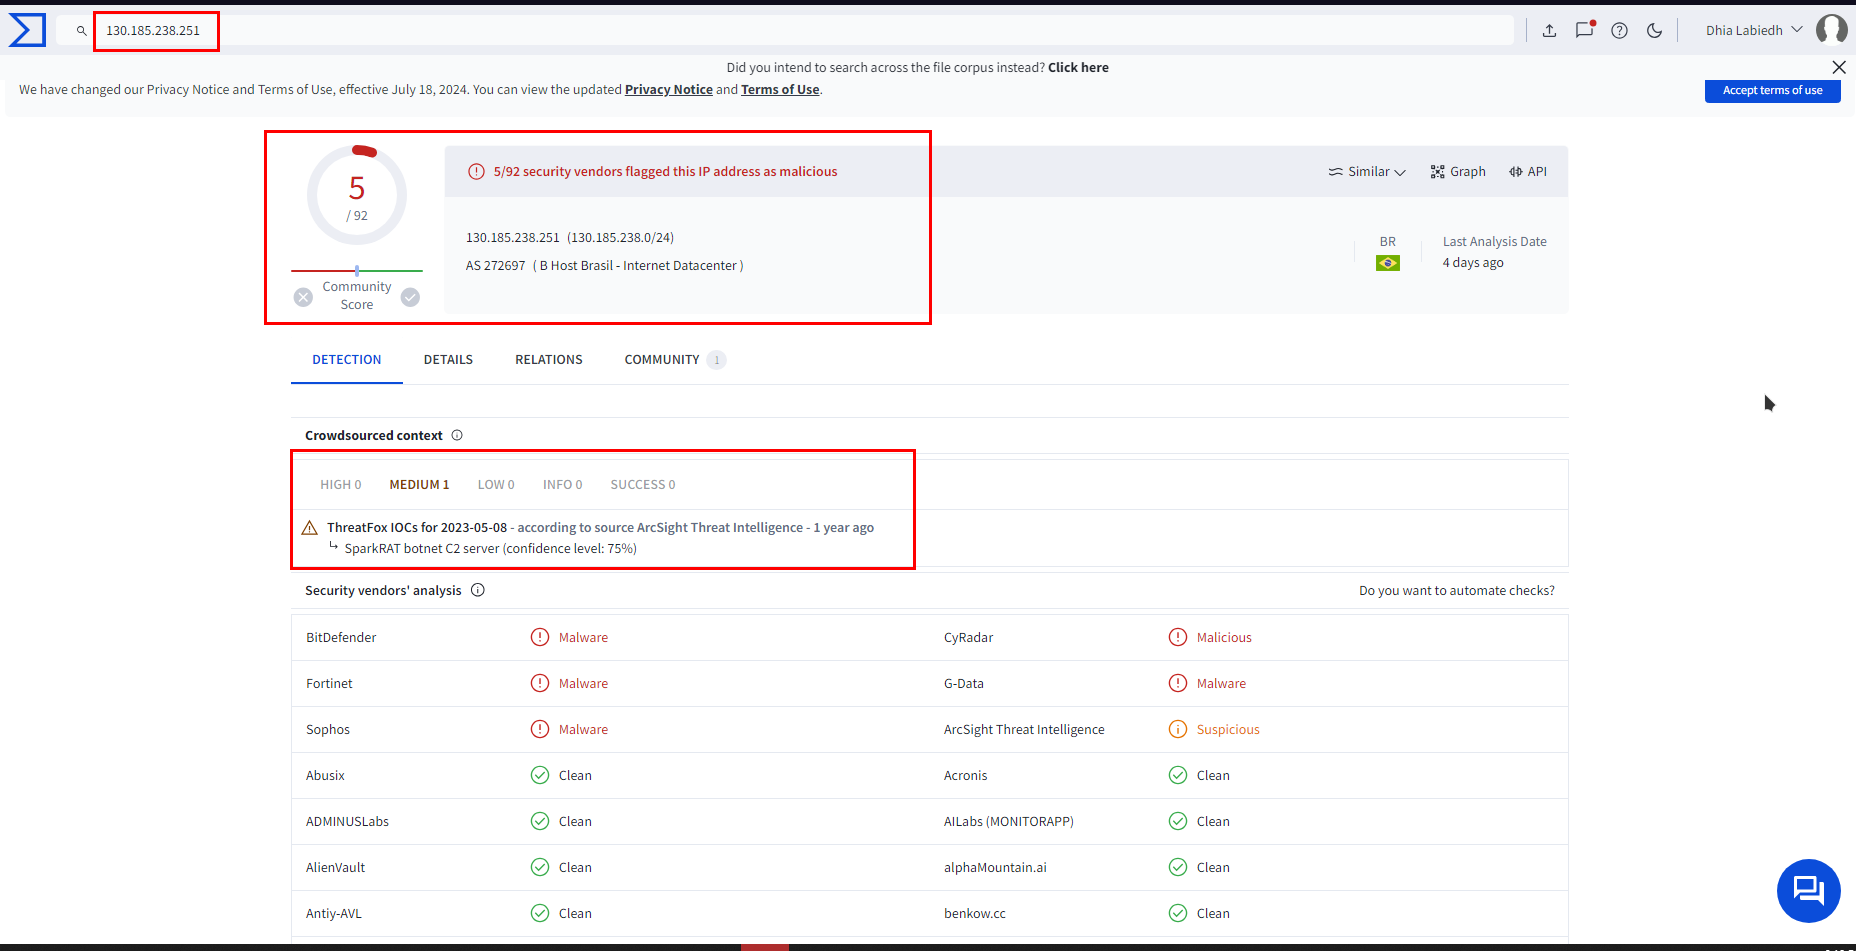 130.185.238.251
Dhia Labiedh
Did you intend to search across the file corpus instead? Click here
We have changed our Privacy Notice and Terms of Use, effective July 18, 2024. You can view the updated Privacy Notice and Terms of Use.
Accept terms of use
5
/ 92
Community
Score
5/92 security vendors flagged this IP address as malicious
Similar
Graph
API
130.185.238.251 (130.185.238.0/24)
AS 272697 ( B Host Brasil - Internet Datacenter )
BR
Last Analysis Date
4 days ago
DETECTION
DETAILS
RELATIONS
COMMUNITY 1
Crowdsourced context
HIGH 0
MEDIUM 1
LOW 0
INFO 0
SUCCESS 0
ThreatFox IOCs for 2023-05-08 - according to source ArcSight Threat Intelligence - 1 year ago
SparkRAT botnet C2 server (confidence level: 75%)
Security vendors' analysis
Do you want to automate checks?
BitDefender Malware CyRadar Malicious
Fortinet Malware G-Data Malware
Sophos Malware ArcSight Threat Intelligence Suspicious
Abusix Clean Acronis Clean
ADMINUSLabs Clean AILabs (MONITORAPP) Clean
AlienVault Clean alphaMountain.ai Clean
Antiy-AVL Clean benkow.cc Clean